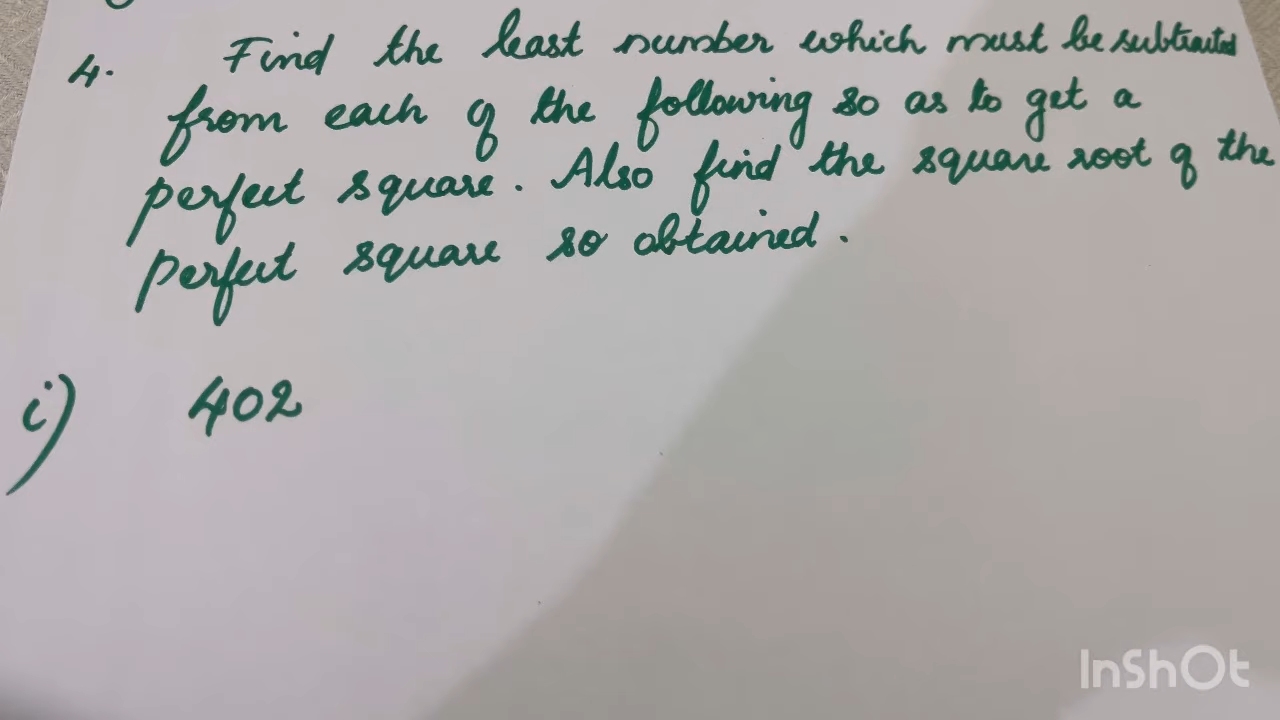 4. Find the least number which must be subtracted
from each of the following so as to get a
perfect square. Also find the square root of the
perfect square so obtained.
i) 402
InShOt